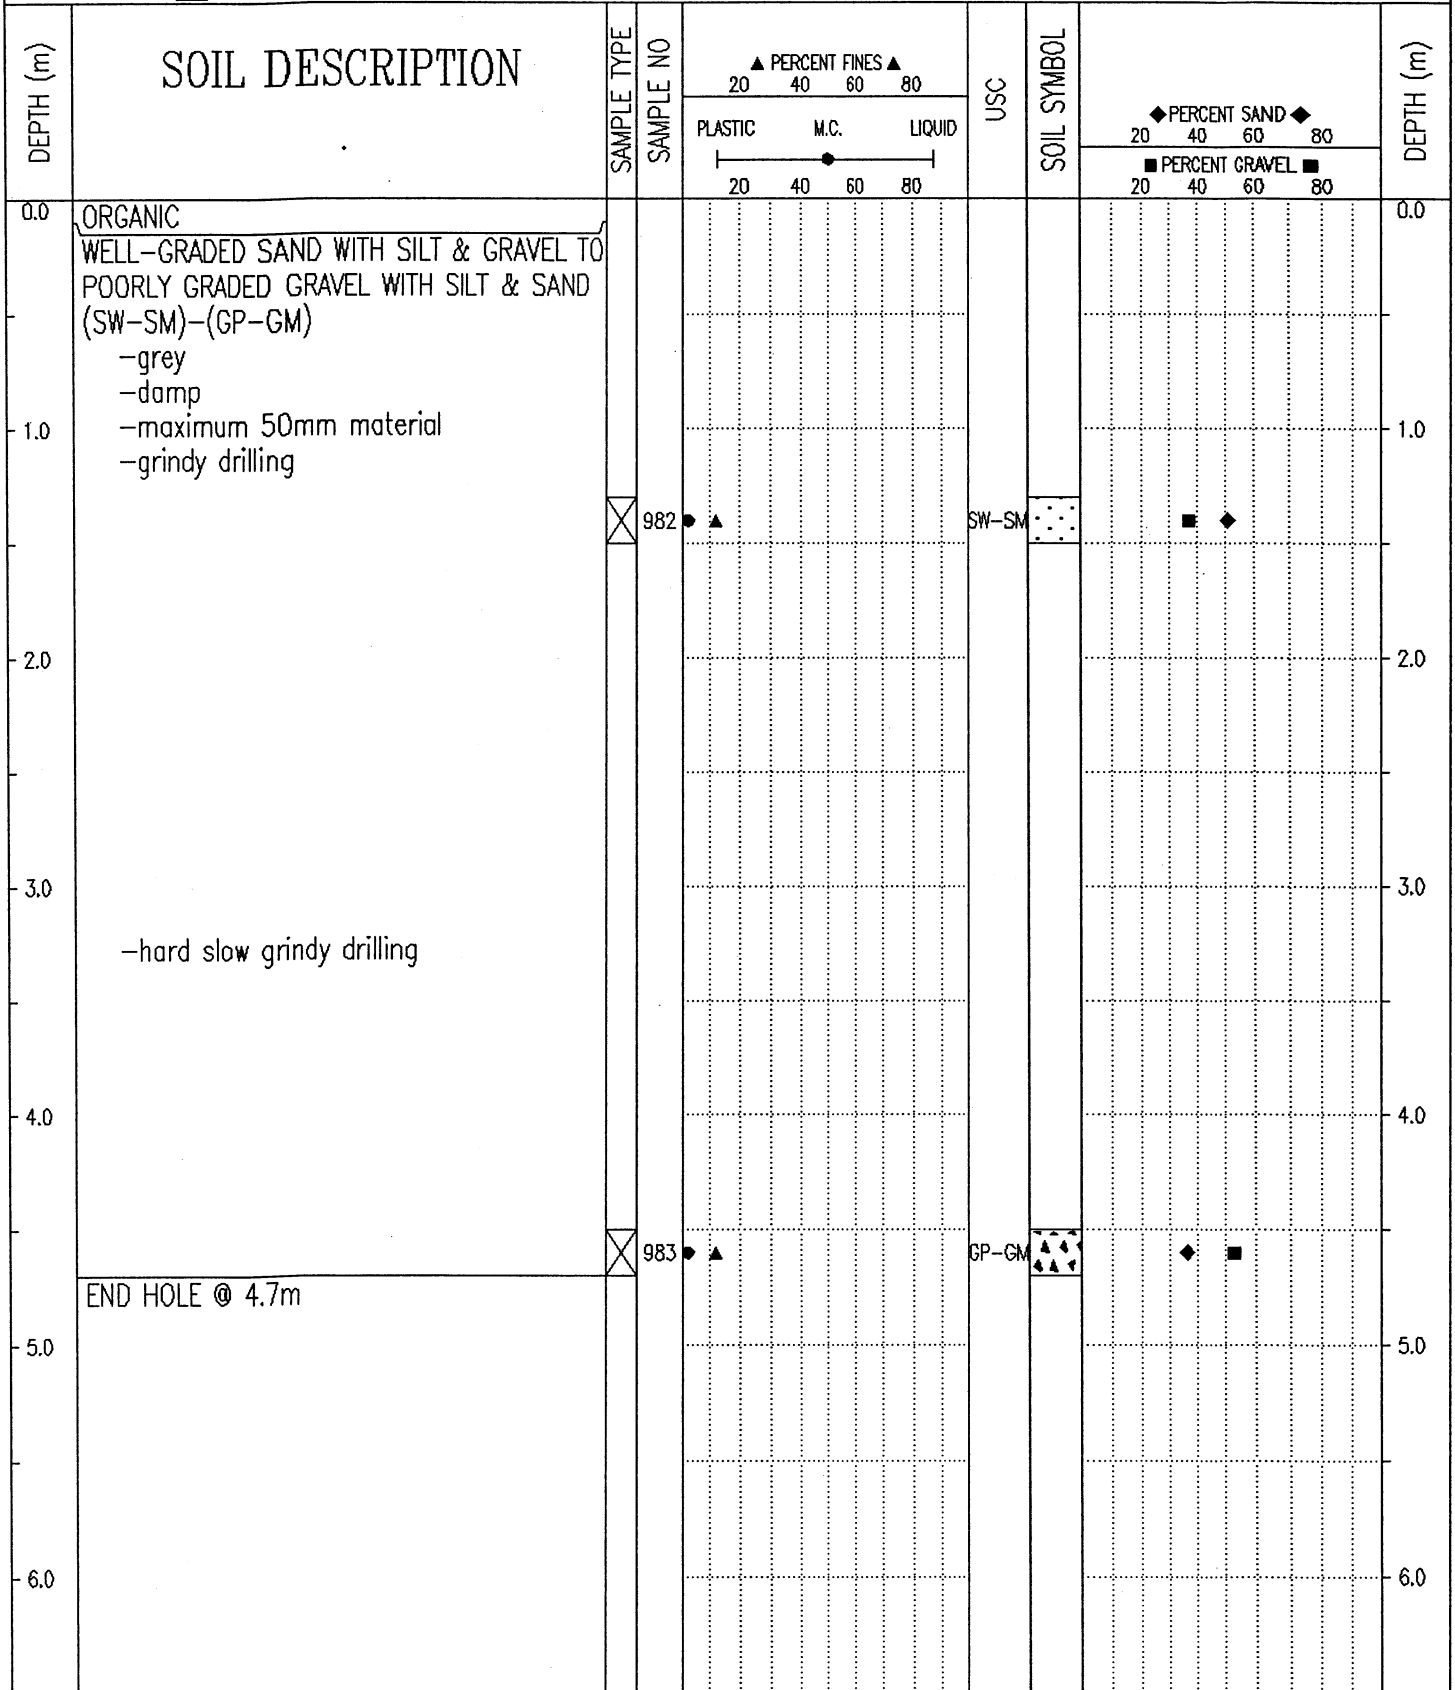 DEPTH (m)
SOIL DESCRIPTION
SAMPLE TYPE
SAMPLE NO
▲ PERCENT FINES ▲
20 40 60 80
PLASTIC M.C. LIQUID
20 40 60 80
USC
SOIL SYMBOL
◆PERCENT SAND◆
20 40 60 80
■ PERCENT GRAVEL ■
20 40 60 80
DEPTH (m)
0.0 ORGANIC 0.0
WELL-GRADED SAND WITH SILT & GRAVEL TO
POORLY GRADED GRAVEL WITH SILT & SAND
(SW-SM)-(GP-GM)
-grey
-damp
1.0 -maximum 50mm material 1.0
-grindy drilling
982 SW-SM
2.0 2.0
3.0 3.0
-hard slow grindy drilling
4.0 4.0
983 GP-GM
END HOLE @ 4.7m
5.0 5.0
6.0 6.0